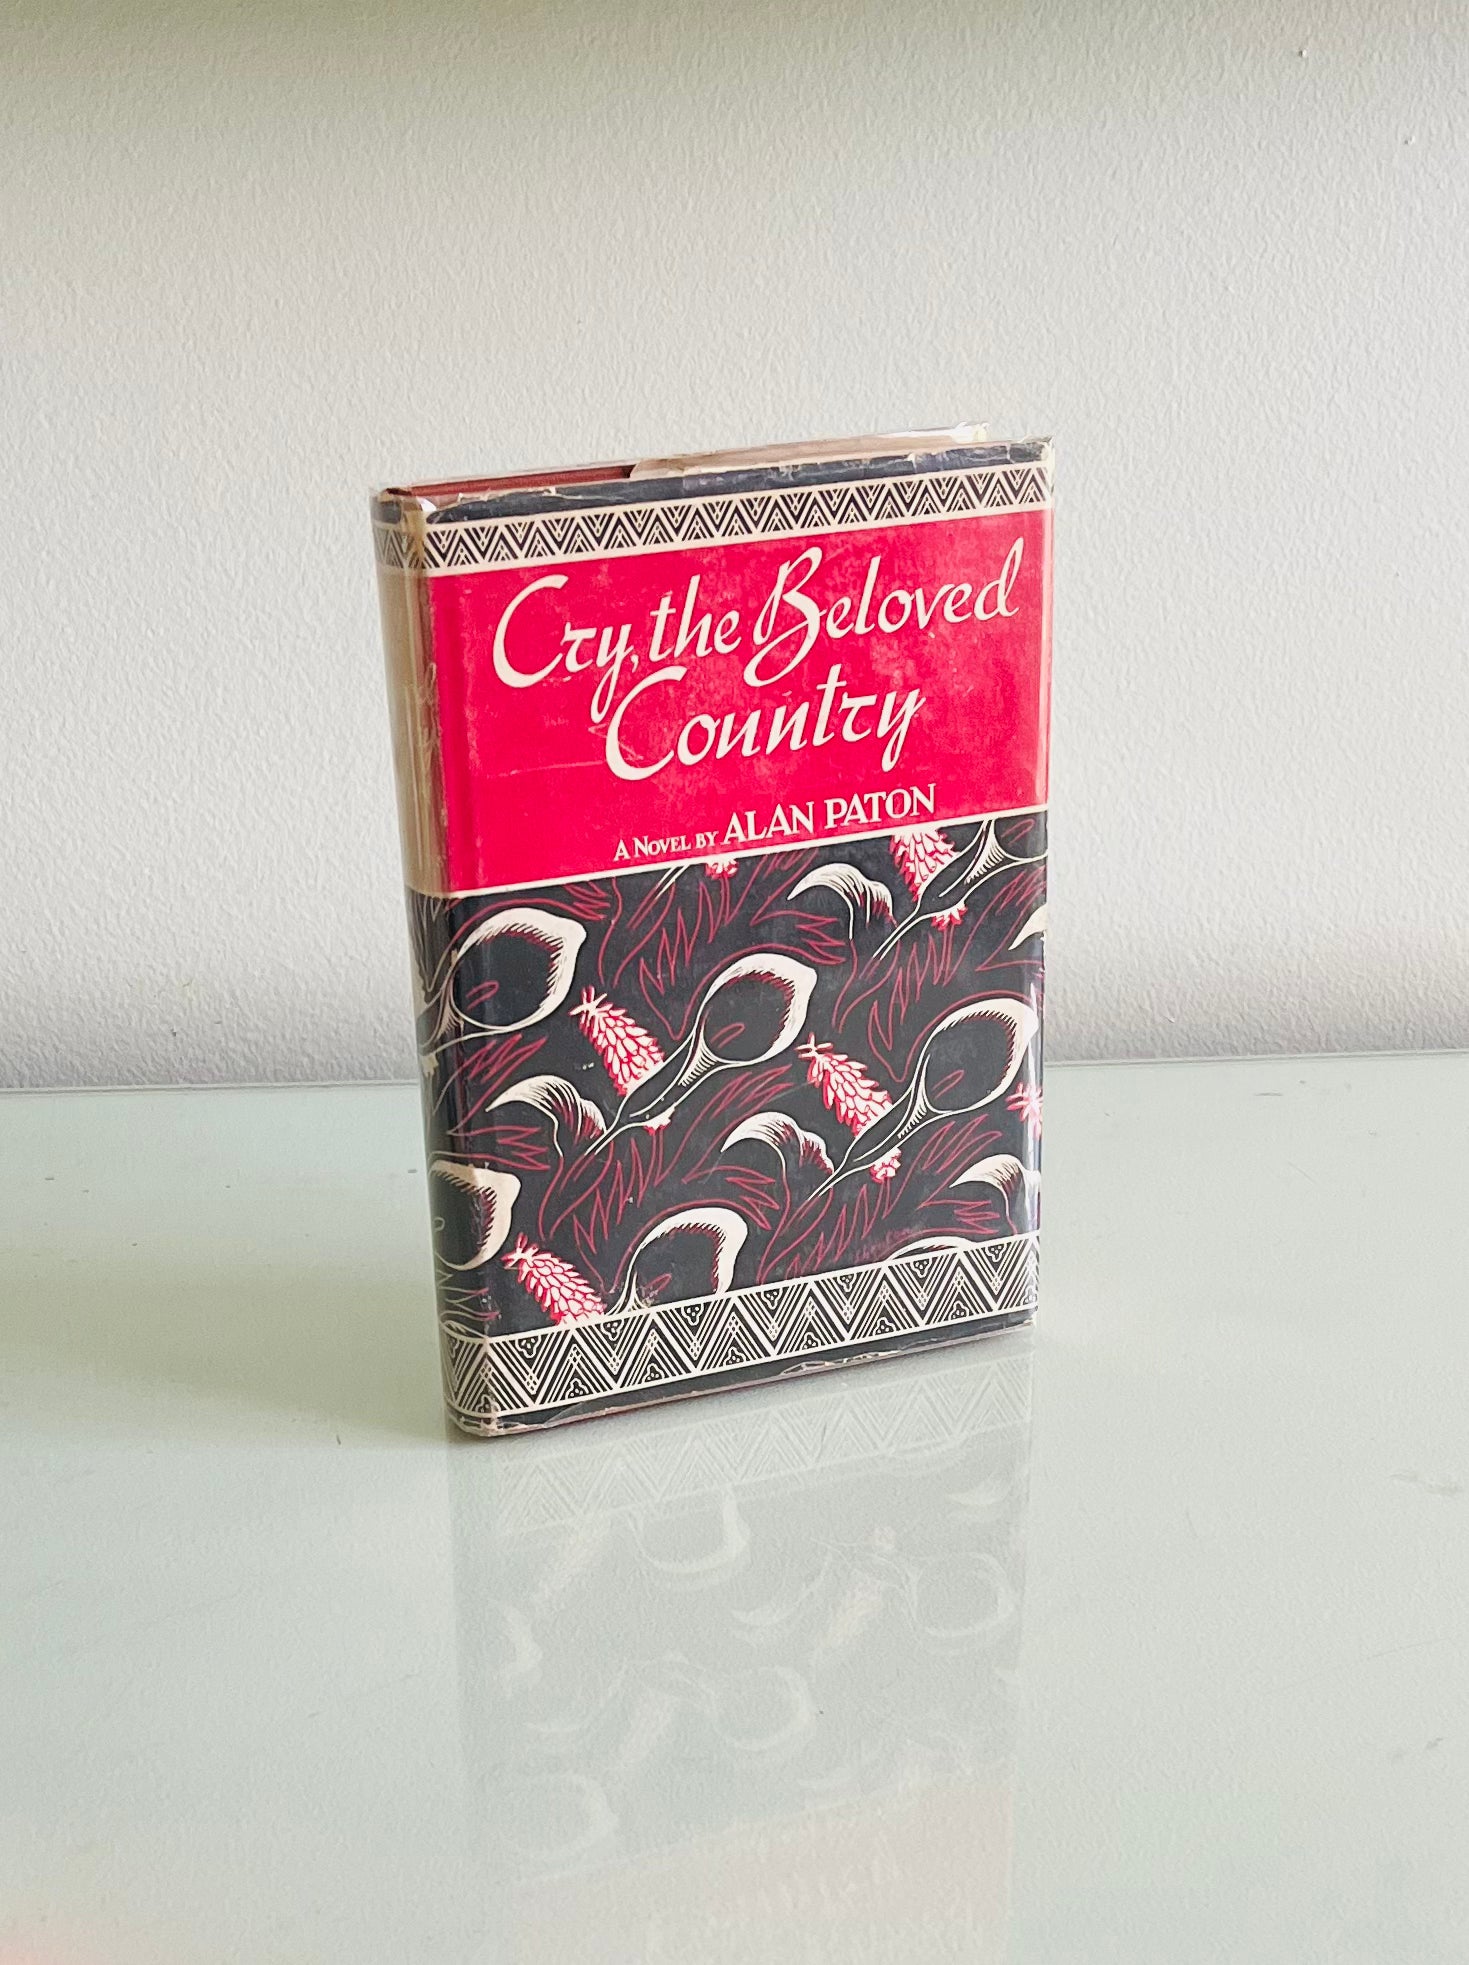 Cry, the Beloved
Country
A NOVEL BY ALAN PATON